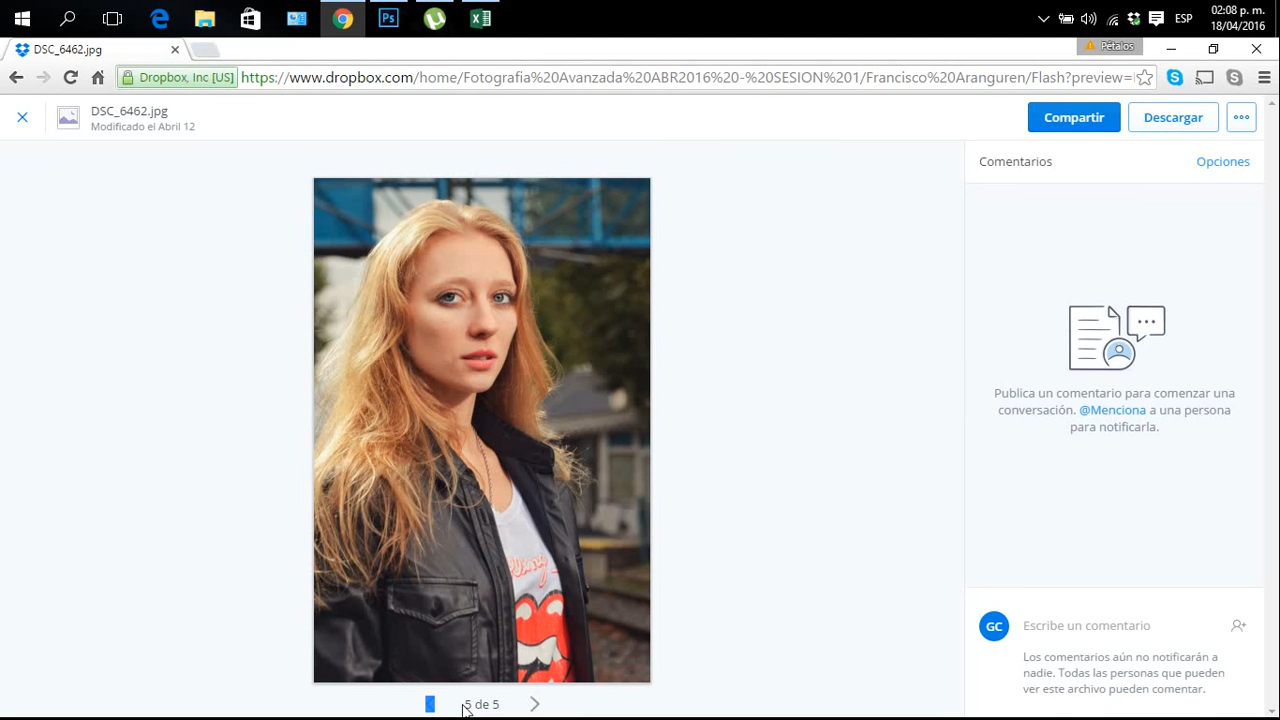 ESP
02:08 p. m.
18/04/2016
DSC_6462.jpg
Pétalos
Dropbox, Inc [US]
https://www.dropbox.com/home/Fotografia%20Avanzada%20ABR2016%20-%20SESION%201/Francisco%20Aranguren/Flash?preview=
DSC_6462.jpg
Modificado el Abril 12
Compartir
Descargar
Comentarios
Opciones
Publica un comentario para comenzar una
conversación. @Menciona a una persona
para notificarla.
GC
Escribe un comentario
Los comentarios aún no notificarán a
nadie. Todas las personas que pueden
ver este archivo pueden comentar.
5 de 5